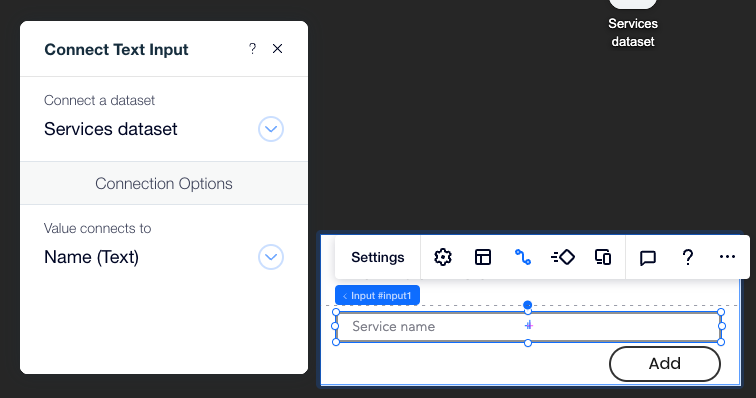 Services
dataset
Connect Text Input ?
Connect a dataset
Services dataset
Connection Options
Value connects to
Name (Text)
Settings ?
Input #input1
Service name
Add